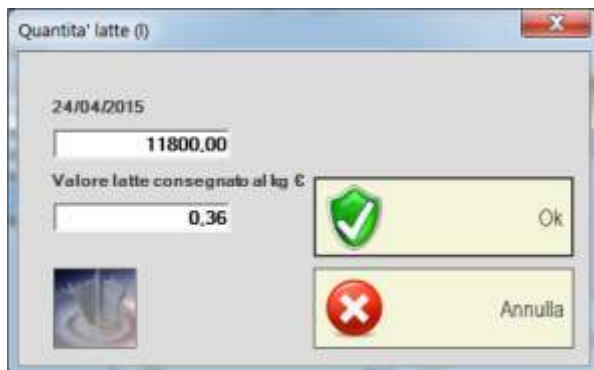 Quantita' latte (l)
24/04/2015
11800,00
Valore latte consegnato al kg €
0,36
Ok
Annulla